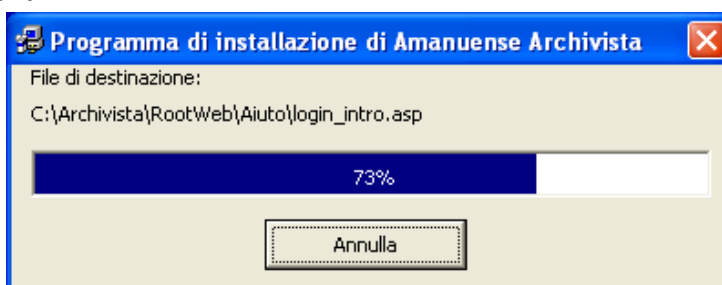 Programma di installazione di Amanuense Archivista
File di destinazione:
C:\Archivista\RootWeb\Aiuto\login_intro.asp
73%
Annulla